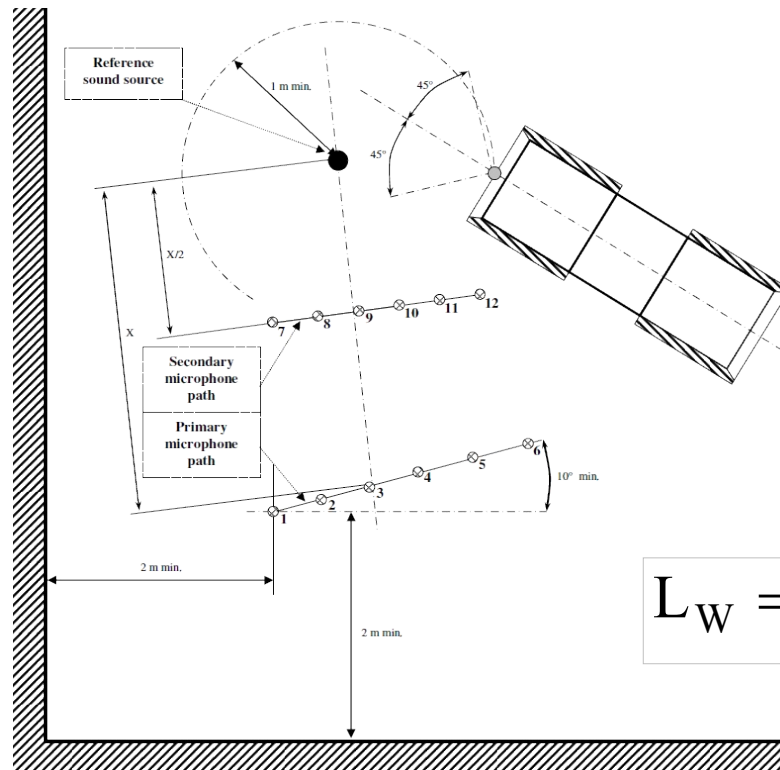 Reference
sound source
1 m min.
45°
45°
X/2
X
7
8
9
10
11
12
Secondary
microphone
path
Primary
microphone
path
1
2
3
4
5
6
10° min.
2 m min.
2 m min.
L_W =